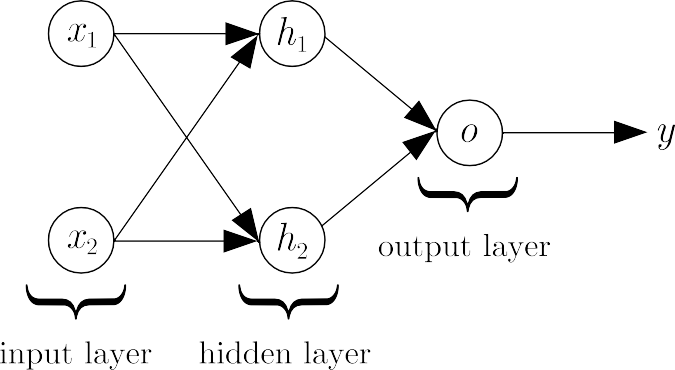 x₁ h₁
o y
x₂ h₂
output layer
input layer hidden layer